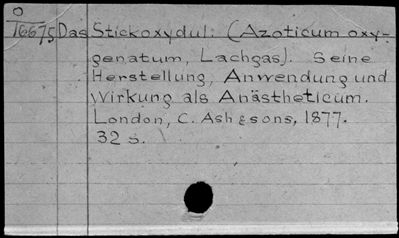 T6675 Das Stickoxydul: (Azoticum oxy-
genatum, Lachgas). Seine
Herstellung, Anwendung und
Wirkung als Anästheticum.
London, C. Ash & sons, 1877.
32 s.